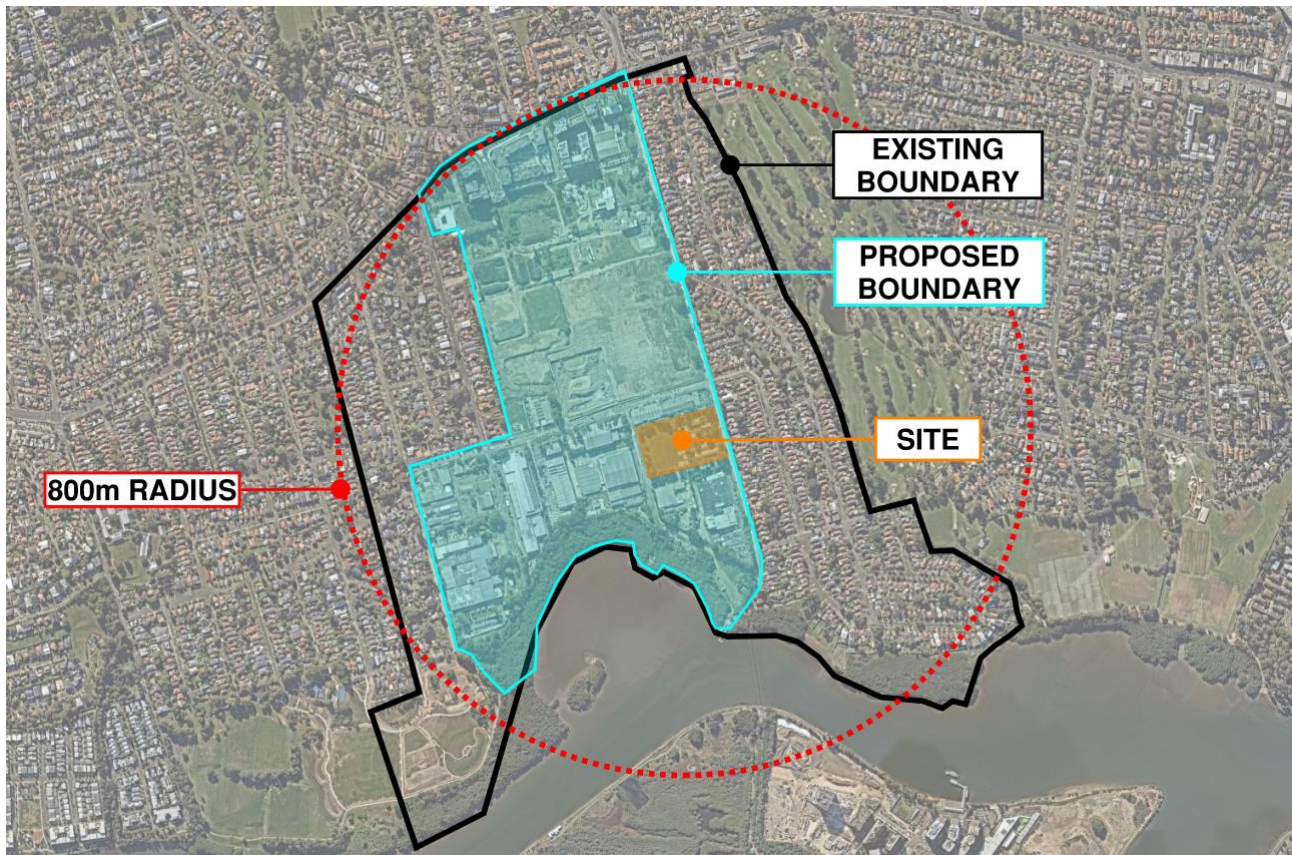 EXISTING
BOUNDARY
PROPOSED
BOUNDARY
SITE
800m RADIUS